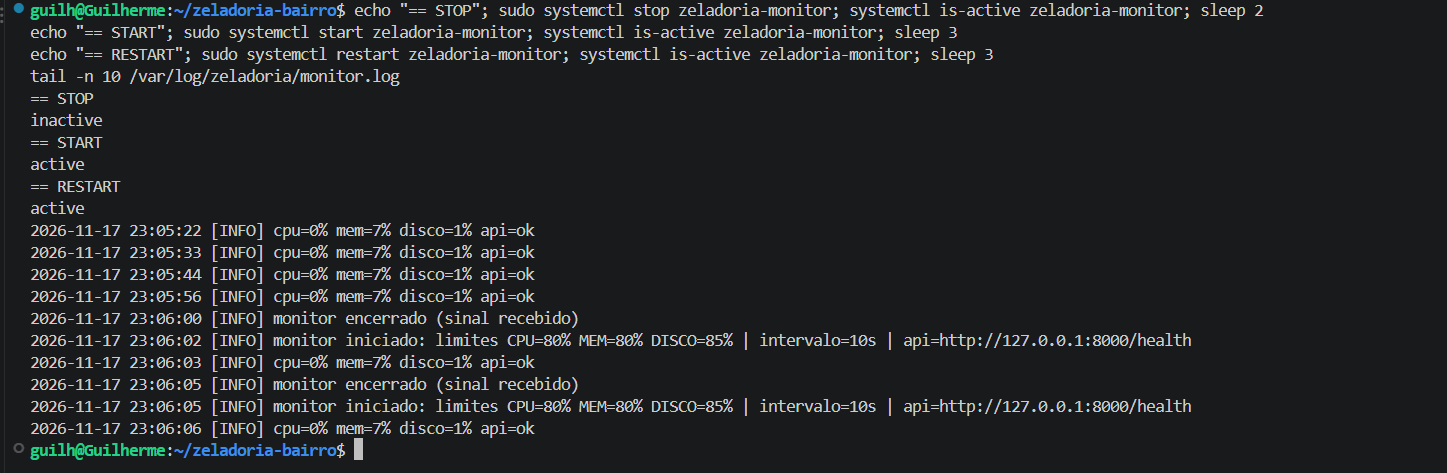 guilh@Guilherme:~/zeladoria-bairro$ echo "== STOP"; sudo systemctl stop zeladoria-monitor; systemctl is-active zeladoria-monitor; sleep 2
echo "== START"; sudo systemctl start zeladoria-monitor; systemctl is-active zeladoria-monitor; sleep 3
echo "== RESTART"; sudo systemctl restart zeladoria-monitor; systemctl is-active zeladoria-monitor; sleep 3
tail -n 10 /var/log/zeladoria/monitor.log
== STOP
inactive
== START
active
== RESTART
active
2026-11-17 23:05:22 [INFO] cpu=0% mem=7% disco=1% api=ok
2026-11-17 23:05:33 [INFO] cpu=0% mem=7% disco=1% api=ok
2026-11-17 23:05:44 [INFO] cpu=0% mem=7% disco=1% api=ok
2026-11-17 23:05:56 [INFO] cpu=0% mem=7% disco=1% api=ok
2026-11-17 23:06:00 [INFO] monitor encerrado (sinal recebido)
2026-11-17 23:06:02 [INFO] monitor iniciado: limites CPU=80% MEM=80% DISCO=85% | intervalo=10s | api=http://127.0.0.1:8000/health
2026-11-17 23:06:03 [INFO] cpu=0% mem=7% disco=1% api=ok
2026-11-17 23:06:05 [INFO] monitor encerrado (sinal recebido)
2026-11-17 23:06:05 [INFO] monitor iniciado: limites CPU=80% MEM=80% DISCO=85% | intervalo=10s | api=http://127.0.0.1:8000/health
2026-11-17 23:06:06 [INFO] cpu=0% mem=7% disco=1% api=ok
guilh@Guilherme:~/zeladoria-bairro$